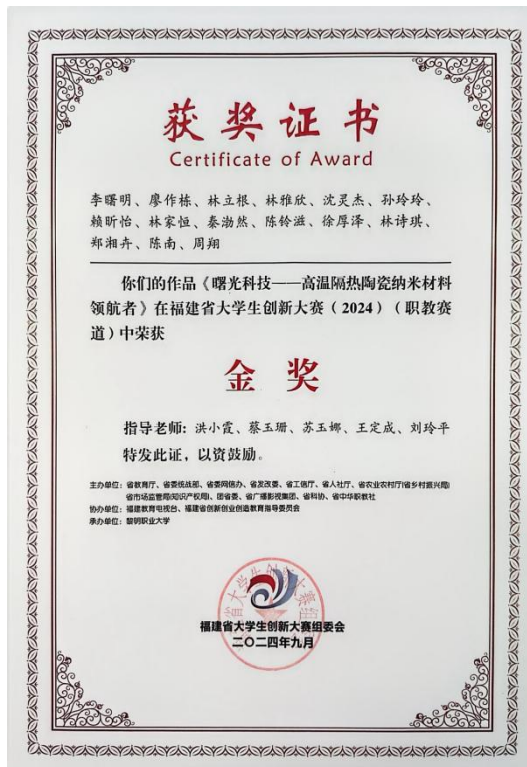 获奖证书
Certificate of Award
李曙明、廖作栋、林立根、林雅欣、沈灵杰、孙玲玲、
赖昕怡、林家恒、秦渤然、陈铃滋、徐厚泽、林诗琪、
郑湘卉、陈南、周翔
你们的作品《曙光科技——高温隔热陶瓷纳米材料
领航者》在福建省大学生创新大赛（2024）（职教赛
道）中荣获
金奖
指导老师：洪小霞、蔡玉珊、苏玉娜、王定成、刘玲平
特发此证，以资鼓励。
主办单位：省教育厅、省委统战部、省委网信办、省发改委、省工信厅、省人社厅、省农业农村厅(省乡村振兴局)
省市场监管局(知识产权局)、团省委、省广播影视集团、省科协、省中华职教社
协办单位：福建教育电视台、福建省创新创业创造教育指导委员会
承办单位：黎明职业大学
福建省大学生创新大赛组委会
二〇二四年九月